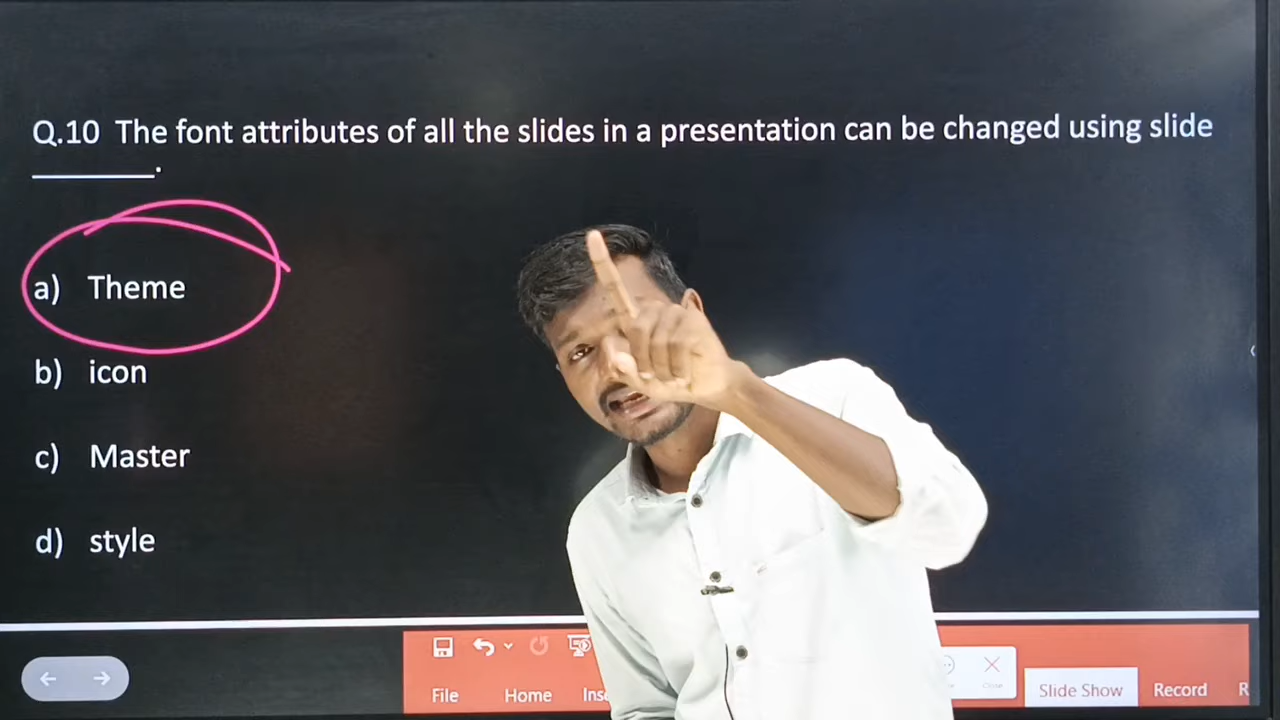 Q.10 The font attributes of all the slides in a presentation can be changed using slide
________.
a) Theme
b) icon
c) Master
d) style
File Home Slide Show Record
Close